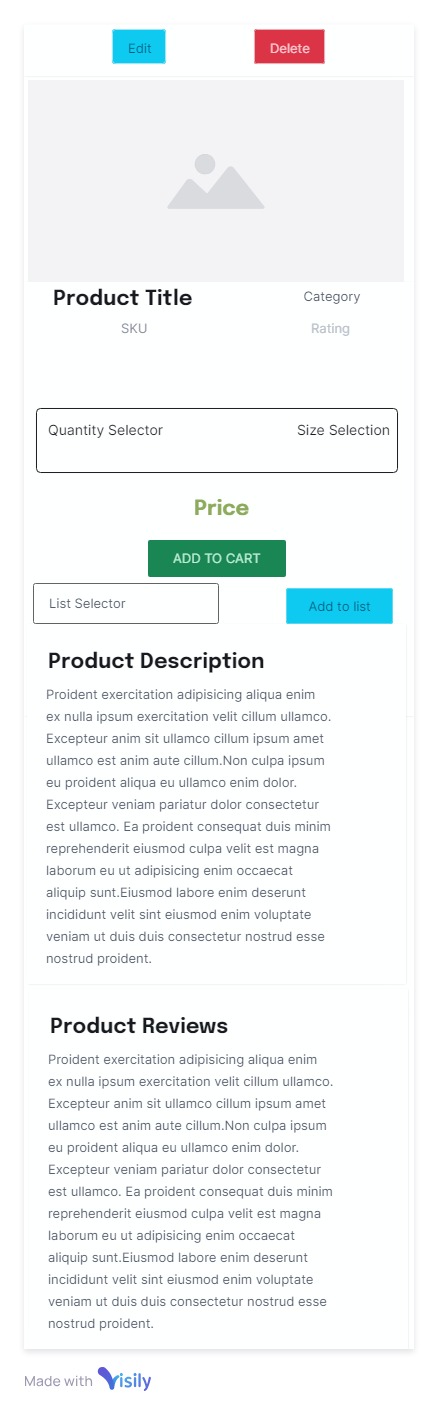 Edit
Delete
Product Title
Category
SKU
Rating
Quantity Selector
Size Selection
Price
ADD TO CART
List Selector
Add to list
Product Description
Proident exercitation adipisicing aliqua enim
ex nulla ipsum exercitation velit cillum ullamco.
Excepteur anim sit ullamco cillum ipsum amet
ullamco est anim aute cillum.Non culpa ipsum
eu proident aliqua eu ullamco enim dolor.
Excepteur veniam pariatur dolor consectetur
est ullamco. Ea proident consequat duis minim
reprehenderit eiusmod culpa velit est magna
laborum eu ut adipisicing enim occaecat
aliquip sunt.Eiusmod labore enim deserunt
incididunt velit sint eiusmod enim voluptate
veniam ut duis duis consectetur nostrud esse
nostrud proident.
Product Reviews
Proident exercitation adipisicing aliqua enim
ex nulla ipsum exercitation velit cillum ullamco.
Excepteur anim sit ullamco cillum ipsum amet
ullamco est anim aute cillum.Non culpa ipsum
eu proident aliqua eu ullamco enim dolor.
Excepteur veniam pariatur dolor consectetur
est ullamco. Ea proident consequat duis minim
reprehenderit eiusmod culpa velit est magna
laborum eu ut adipisicing enim occaecat
aliquip sunt.Eiusmod labore enim deserunt
incididunt velit sint eiusmod enim voluptate
veniam ut duis duis consectetur nostrud esse
nostrud proident.
Made with Visily